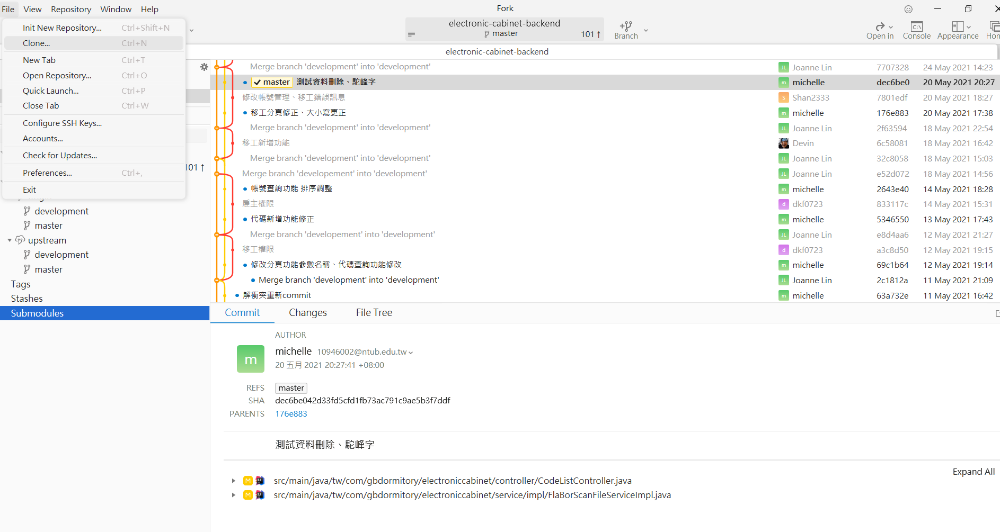 File View Repository Window Help
Fork
Init New Repository... Ctrl+Shift+N
Clone... Ctrl+N
New Tab Ctrl+T
Open Repository... Ctrl+O
Quick Launch... Ctrl+P
Close Tab Ctrl+W
Configure SSH Keys...
Accounts...
Check for Updates...
Preferences... Ctrl+,
Exit
electronic-cabinet-backend
master
101↑
Branch
Open in
Console
Appearance
electronic-cabinet-backend
101↑
development
master
upstream
development
master
Tags
Stashes
Submodules
Merge branch 'development' into 'development' JL Joanne Lin 7707328 24 May 2021 14:23
master 測試資料刪除、駝峰字 m michelle dec6be0 20 May 2021 20:27
修改帳號管理、移工錯誤訊息 S Shan2333 7801edf 20 May 2021 18:27
移工分頁修正、大小寫更正 m michelle 176e883 20 May 2021 17:38
Merge branch 'development' into 'development' JL Joanne Lin 2f63594 18 May 2021 22:54
移工新增功能 Devin 6c58081 18 May 2021 16:42
Merge branch 'development' into 'development' JL Joanne Lin 32c8058 18 May 2021 15:03
Merge branch 'developement' into 'development' JL Joanne Lin e52d072 18 May 2021 14:56
帳號查詢功能 排序調整 m michelle 2643e40 14 May 2021 18:28
雇主權限 d dkf0723 833117c 14 May 2021 15:31
代碼新增功能修正 m michelle 5346550 13 May 2021 17:43
Merge branch 'developement' into 'development' JL Joanne Lin e8d4aa6 12 May 2021 21:27
移工權限 d dkf0723 a3c8d50 12 May 2021 19:15
修改分頁功能參數名稱、代碼查詢功能修改 m michelle 69c1b64 12 May 2021 19:14
Merge branch 'development' into 'development' JL Joanne Lin 2c1812a 11 May 2021 21:09
解衝突重新commit m michelle 63a732e 11 May 2021 16:42
Commit Changes File Tree
AUTHOR
m
michelle 10946002@ntub.edu.tw
20 五月 2021 20:27:41 +08:00
REFS master
SHA dec6be042d33fd5cfd1fb73ac791c9ae5b3f7ddf
PARENTS 176e883
測試資料刪除、駝峰字
Expand All
M src/main/java/tw/com/gbdormitory/electroniccabinet/controller/CodeListController.java
M src/main/java/tw/com/gbdormitory/electroniccabinet/service/impl/FlaBorScanFileServiceImpl.java